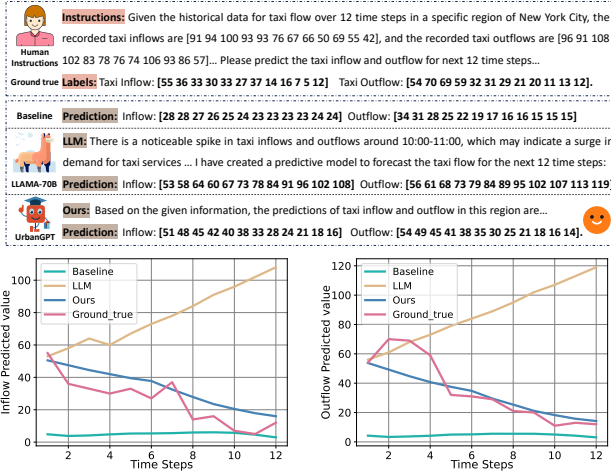 Instructions: Given the historical data for taxi flow over 12 time steps in a specific region of New York City, the
recorded taxi inflows are [91 94 100 93 93 76 67 66 50 69 55 42], and the recorded taxi outflows are [96 91 108
Human
Instructions
102 83 78 76 74 106 93 86 57]... Please predict the taxi inflow and outflow for next 12 time steps...
Ground true Labels: Taxi Inflow: [55 36 33 30 33 27 37 14 16 7 5 12] Taxi Outflow: [54 70 69 59 32 31 29 21 20 11 13 12].
Baseline Prediction: Inflow: [28 28 27 26 25 24 23 23 23 23 24 24] Outflow: [34 31 28 25 22 19 17 16 16 15 15 15]
LLM: There is a noticeable spike in taxi inflows and outflows around 10:00-11:00, which may indicate a surge in
demand for taxi services ... I have created a predictive model to forecast the taxi flow for the next 12 time steps:
LLAMA-70B Prediction: Inflow: [53 58 64 60 67 73 78 84 91 96 102 108] Outflow: [56 61 68 73 79 84 89 95 102 107 113 119]
Ours: Based on the given information, the predictions of taxi inflow and outflow in this region are...
UrbanGPT Prediction: Inflow: [51 48 45 42 40 38 33 28 24 21 18 16] Outflow: [54 49 45 41 38 35 30 25 21 18 16 14].
Inflow Predicted value
100
80
60
40
20
0
2 4 6 8 10 12
Time Steps
Baseline
LLM
Ours
Ground_true
Outflow Predicted value
120
100
80
60
40
20
0
2 4 6 8 10 12
Time Steps
Baseline
LLM
Ours
Ground_true